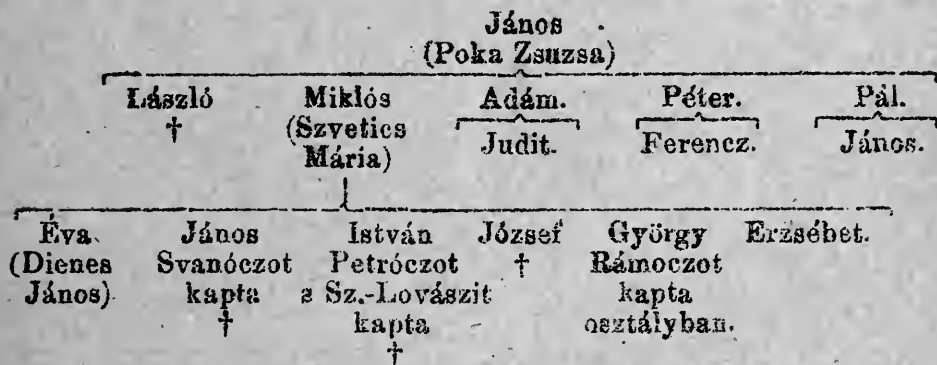 János
(Poka Zsuzsa)
László Miklós Adám. Péter. Pál.
† (Szvetics Judit. Ferencz. János.
Mária)
Éva. János István József György Erzsébet.
(Dienes Svanóczot Petróczot † Rámoczot
János) kapta s Sz.-Lovászit kapta
† kapta osztályban.
†